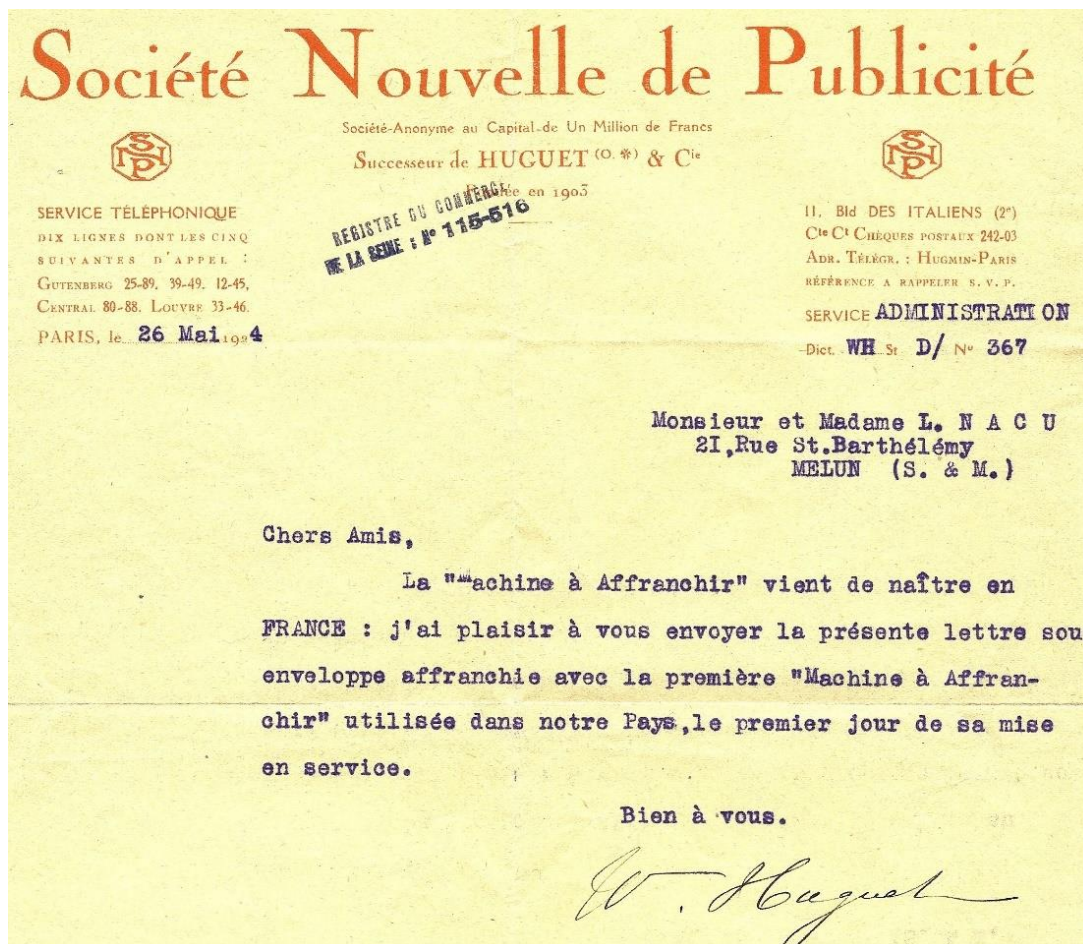 Société Nouvelle de Publicité
Société-Anonyme au Capital de Un Million de Francs
Successeur de HUGUET (O. *) & Cie
Fondée en 1903
SNP
SNP
REGISTRE DU COMMERCE
DE LA SEINE : N° 115-516
SERVICE TÉLÉPHONIQUE
DIX LIGNES DONT LES CINQ
SUIVANTES D'APPEL :
GUTENBERG 25-89. 39-49. 12-45,
CENTRAL 80-88. LOUVRE 33-46.
PARIS, le 26 Mai 1924
11, Bld DES ITALIENS (2e)
Cte Ct CHÈQUES POSTAUX 242-03
ADR. TÉLÉGR. : HUGMIN-PARIS
RÉFÉRENCE A RAPPELER S. V. P.
SERVICE ADMINISTRATION
Dict. WH St D/ No 367
Monsieur et Madame L. N A C U
2I,Rue St.Barthélémy
MELUN (S. & M.)
Chers Amis,
La "Machine à Affranchir" vient de naître en
FRANCE : j'ai plaisir à vous envoyer la présente lettre sou
enveloppe affranchie avec la première "Machine à Affran-
chir" utilisée dans notre Pays,le premier jour de sa mise
en service.
Bien à vous.
W. Huguet